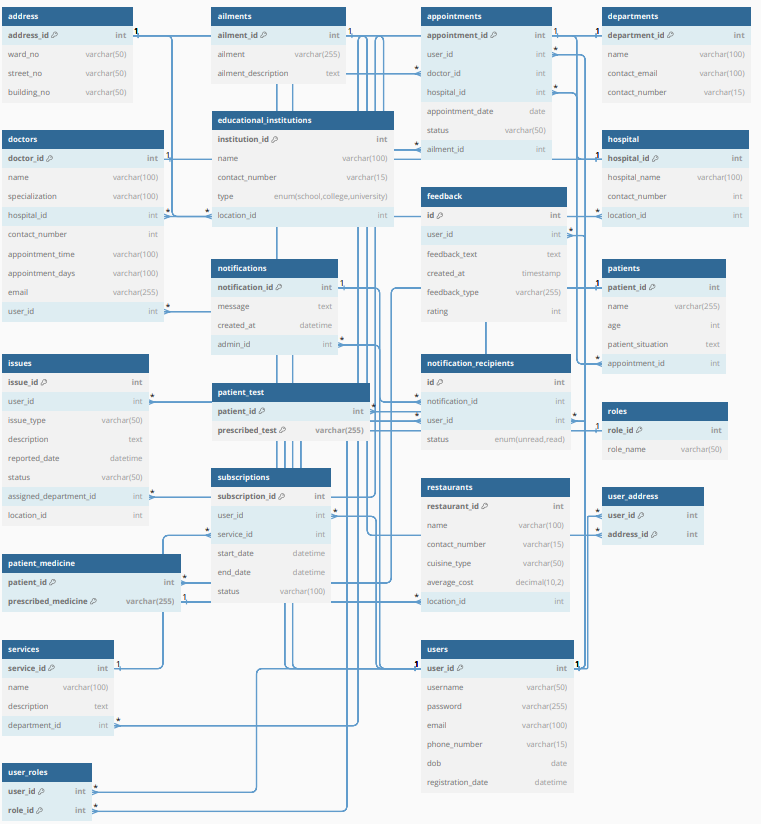 address
address_id int
ward_no varchar(50)
street_no varchar(50)
building_no varchar(50)
ailments
ailment_id int
ailment varchar(255)
ailment_description text
appointments
appointment_id int
user_id int
doctor_id int
hospital_id int
appointment_date date
status varchar(50)
ailment_id int
departments
department_id int
name varchar(100)
contact_email varchar(100)
contact_number varchar(15)
doctors
doctor_id int
name varchar(100)
specialization varchar(100)
hospital_id int
contact_number int
appointment_time varchar(100)
appointment_days varchar(100)
email varchar(255)
user_id int
educational_institutions
institution_id int
name varchar(100)
contact_number varchar(15)
type enum(school,college,university)
location_id int
hospital
hospital_id int
hospital_name varchar(100)
contact_number int
location_id int
feedback
id int
user_id int
feedback_text text
created_at timestamp
feedback_type varchar(255)
rating int
notifications
notification_id int
message text
created_at datetime
admin_id int
patients
patient_id int
name varchar(255)
age int
patient_situation text
appointment_id int
issues
issue_id int
user_id int
issue_type varchar(50)
description text
reported_date datetime
status varchar(50)
assigned_department_id int
location_id int
patient_test
patient_id int
prescribed_test varchar(255)
notification_recipients
id int
notification_id int
user_id int
status enum(unread,read)
roles
role_id int
role_name varchar(50)
subscriptions
subscription_id int
user_id int
service_id int
start_date datetime
end_date datetime
status varchar(100)
restaurants
restaurant_id int
name varchar(100)
contact_number varchar(15)
cuisine_type varchar(50)
average_cost decimal(10,2)
location_id int
user_address
user_id int
address_id int
patient_medicine
patient_id int
prescribed_medicine varchar(255)
services
service_id int
name varchar(100)
description text
department_id int
users
user_id int
username varchar(50)
password varchar(255)
email varchar(100)
phone_number varchar(15)
dob date
registration_date datetime
user_roles
user_id int
role_id int